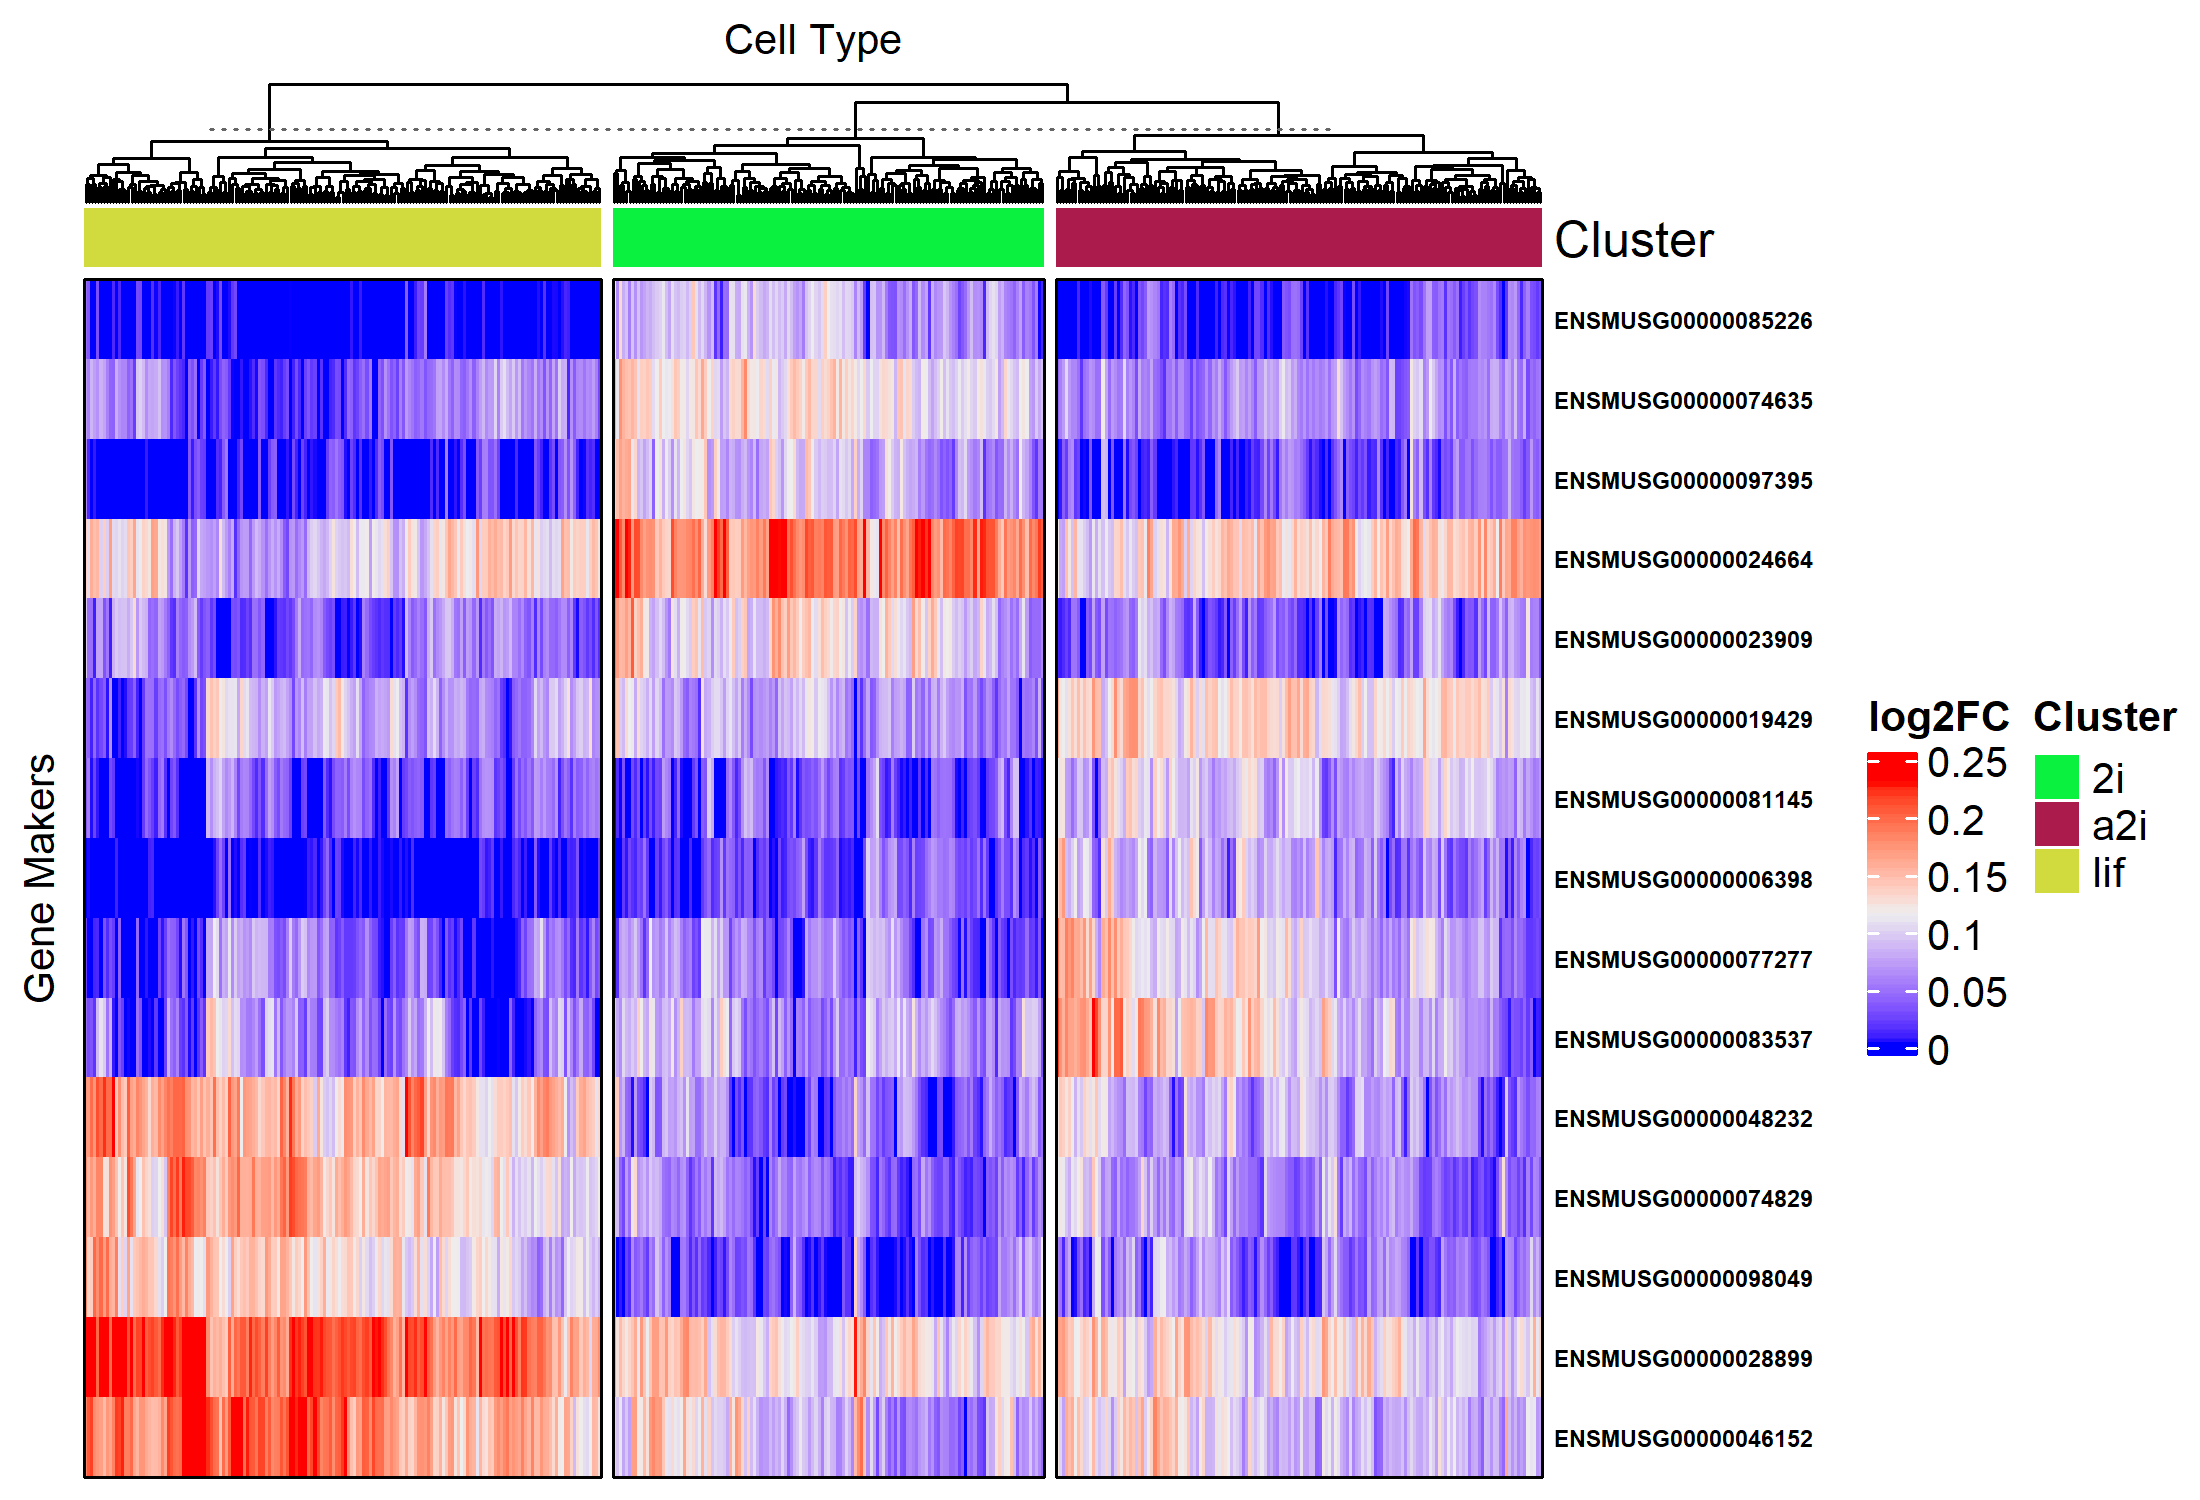 Cell Type
Cluster
Gene Makers
ENSMUSG00000085226
ENSMUSG00000074635
ENSMUSG00000097395
ENSMUSG00000024664
ENSMUSG00000023909
ENSMUSG00000019429
ENSMUSG00000081145
ENSMUSG00000006398
ENSMUSG00000077277
ENSMUSG00000083537
ENSMUSG00000048232
ENSMUSG00000074829
ENSMUSG00000098049
ENSMUSG00000028899
ENSMUSG00000046152
log2FC
0.25
0.2
0.15
0.1
0.05
0
Cluster
2i
a2i
lif